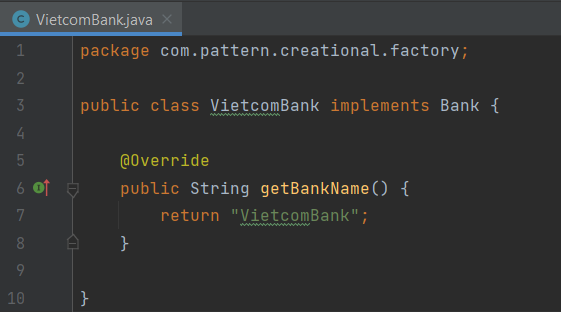 VietcomBank.java
1 package com.pattern.creational.factory;
2
3 public class VietcomBank implements Bank {
4
5     @Override
6     public String getBankName() {
7         return "VietcomBank";
8     }
9
10 }